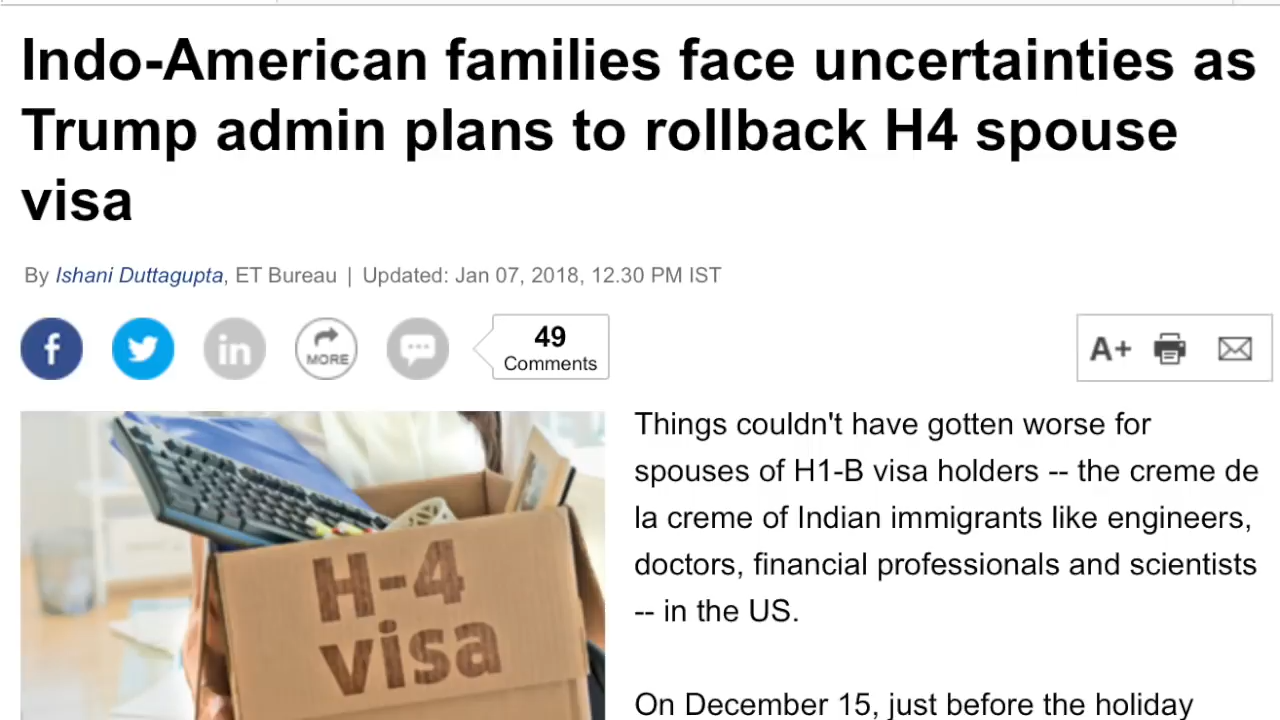 Indo-American families face uncertainties as
Trump admin plans to rollback H4 spouse
visa
By Ishani Duttagupta, ET Bureau | Updated: Jan 07, 2018, 12.30 PM IST
f
in
MORE
49
Comments
A+
H-4
visa
Things couldn't have gotten worse for
spouses of H1-B visa holders -- the creme de
la creme of Indian immigrants like engineers,
doctors, financial professionals and scientists
-- in the US.
On December 15, just before the holiday